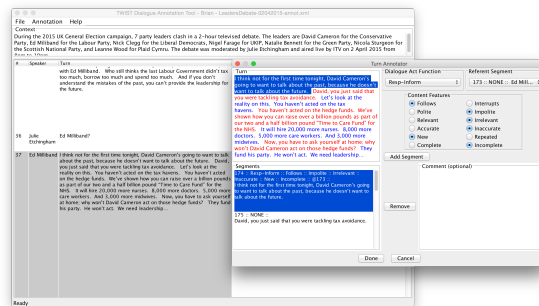 TWIST Dialogue Annotation Tool - Brian - LeadersDebate-02042015-annot.xml
File Annotation Help
Context
During the 2015 UK General Election campaign, 7 party leaders clash in a 2-hour televised debate. The leaders are David Cameron for the Conservative
Party, Ed Miliband for the Labour Party, Nick Clegg for the Liberal Democrats, Nigel Farage for UKIP, Natalie Bennett for the Green Party, Nicola Sturgeon for
the Scottish National Party, and Leanne Wood for Plaid Cymru. The debate was moderated by Julie Etchingham and aired live by ITV on 2 April 2015 from
# Speaker Turn
with Ed Miliband. Who still thinks the last Labour Government didn't tax
too much, borrow too much and spend too much. And if you don't
understand the mistakes of the past, you can't provide the leadership for
the future.
36 Julie
Etchingham
Ed Milliband?
37 Ed Miliband
I think not for the first time tonight, David Cameron's going to want to talk
about the past, because he doesn't want to talk about the future. David,
you just said that you were tackling tax avoidance. Let's look at the
reality on this. You haven't acted on the tax havens. You haven't acted
on the hedge funds. We've shown how you can raise over a billion pounds
as part of our two and a half billion pound "Time to Care Fund" for the
NHS. It will hire 20,000 more nurses, 8,000 more doctors. 5,000 more care
workers. And 3,000 more midwives. Now, you have to ask yourself
at home; why won't David Cameron act on those hedge funds? They fund
his party. He won't act. We need leadership...
Ready
Turn Annotator
Turn
I think not for the first time tonight, David Cameron's
going to want to talk about the past, because he doesn't
want to talk about the future. David, you just said that
you were tackling tax avoidance. Let's look at the
reality on this. You haven't acted on the tax
havens. You haven't acted on the hedge funds. We've
shown how you can raise over a billion pounds as part of
our two and a half billion pound "Time to Care Fund" for
the NHS. It will hire 20,000 more nurses, 8,000 more
doctors. 5,000 more care workers. And 3,000 more
midwives. Now, you have to ask yourself at home; why
won't David Cameron act on those hedge funds? They
fund his party. He won't act. We need leadership...
Segments
174 :: Resp-Inform :: Follows :: Impolite :: Irrelevant ::
Inaccurate :: New :: Incomplete :: @173 ::
I think not for the first time tonight, David Cameron's going
to want to talk about the past, because he doesn't want to
talk about the future.
175 :: NONE ::
David, you just said that you were tackling tax avoidance.
Dialogue Act Function
Resp-Inform
Referent Segment
173 :: NONE :: Ed Mill...
Content Features
Follows Interrupts
Polite Impolite
Relevant Irrelevant
Accurate Inaccurate
New Repeated
Complete Incomplete
Add Segment
Comment (optional)
Remove
Done Cancel